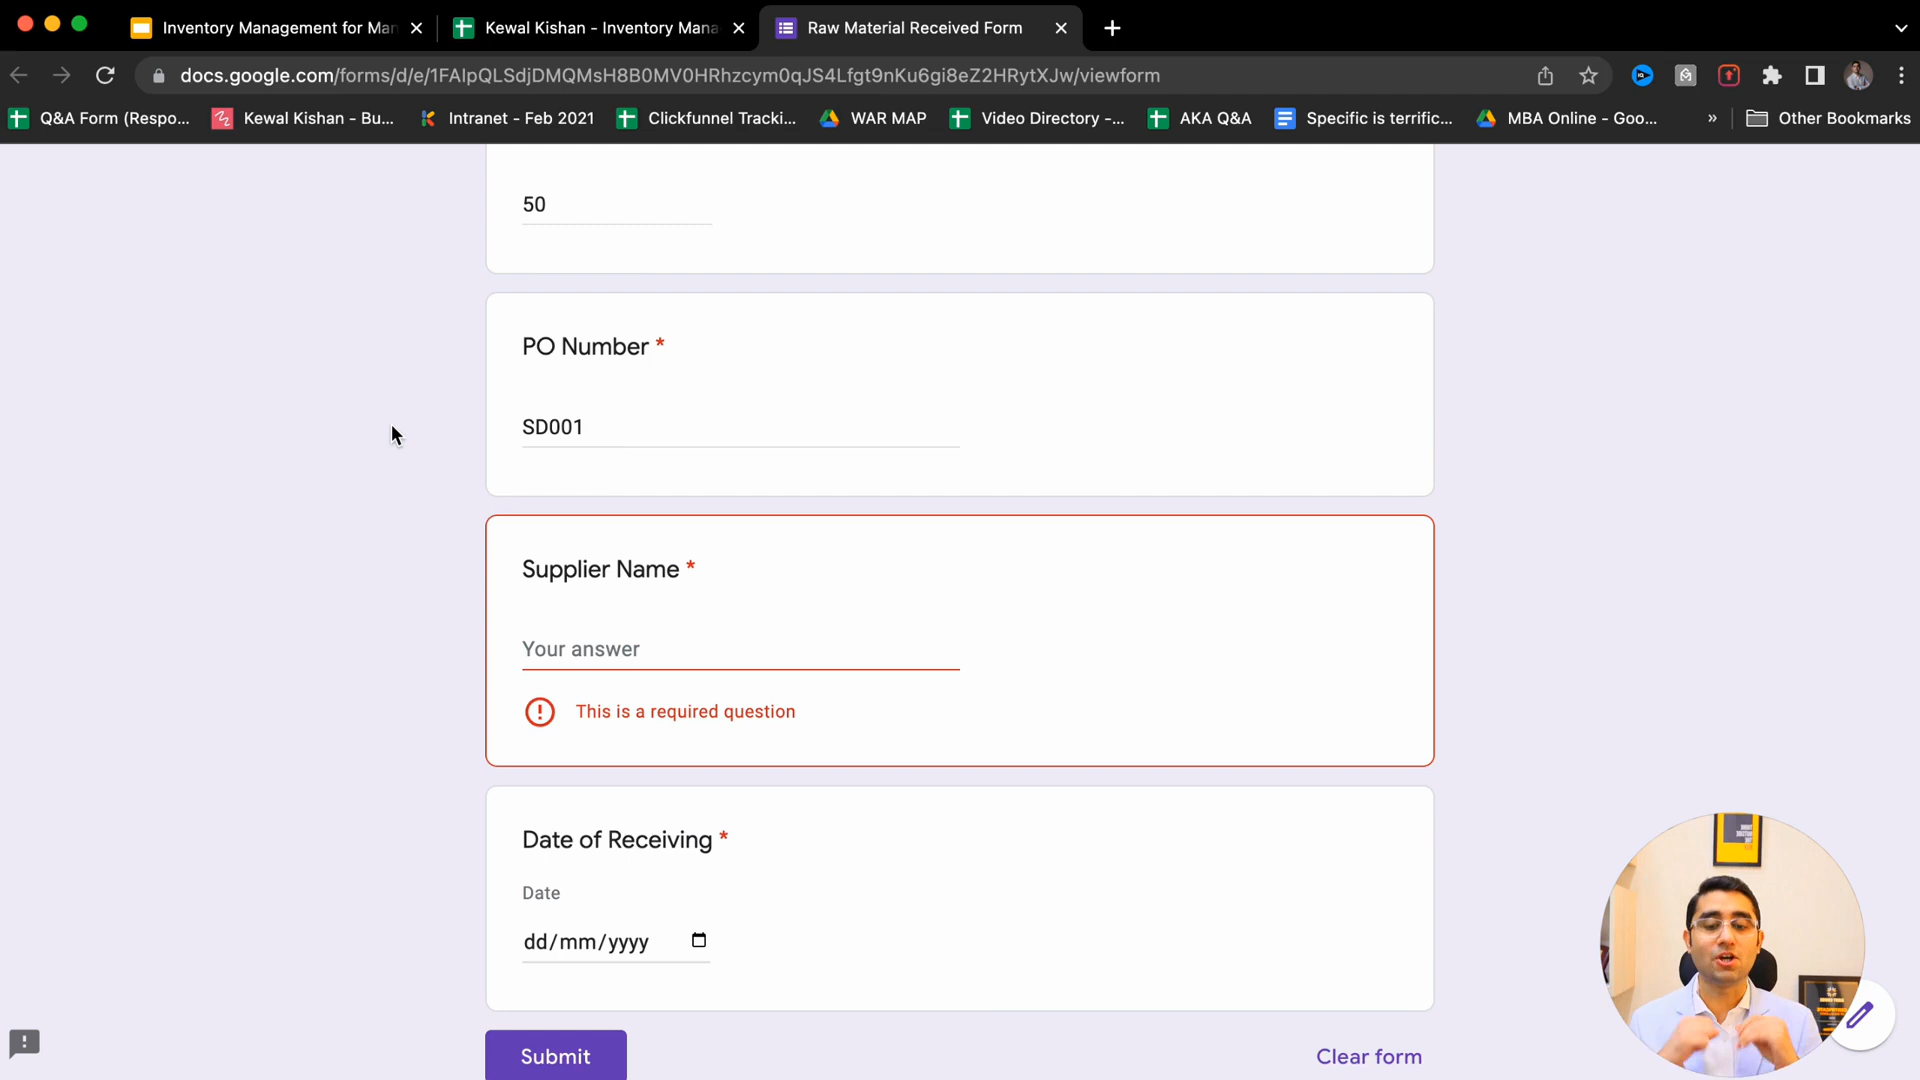 Inventory Management for Man
Kewal Kishan - Inventory Mana
Raw Material Received Form
docs.google.com/forms/d/e/1FAIpQLSdjDMQMsH8B0MV0HRhzcym0qJS4Lfgt9nKu6gi8eZ2HRytXJw/viewform
Q&A Form (Respo...
Kewal Kishan - Bu...
Intranet - Feb 2021
Clickfunnel Tracki...
WAR MAP
Video Directory -...
AKA Q&A
Specific is terrific...
MBA Online - Goo...
»
Other Bookmarks
50
PO Number *
SD001
Supplier Name *
Your answer
This is a required question
Date of Receiving *
Date
dd/mm/yyyy
Submit
Clear form